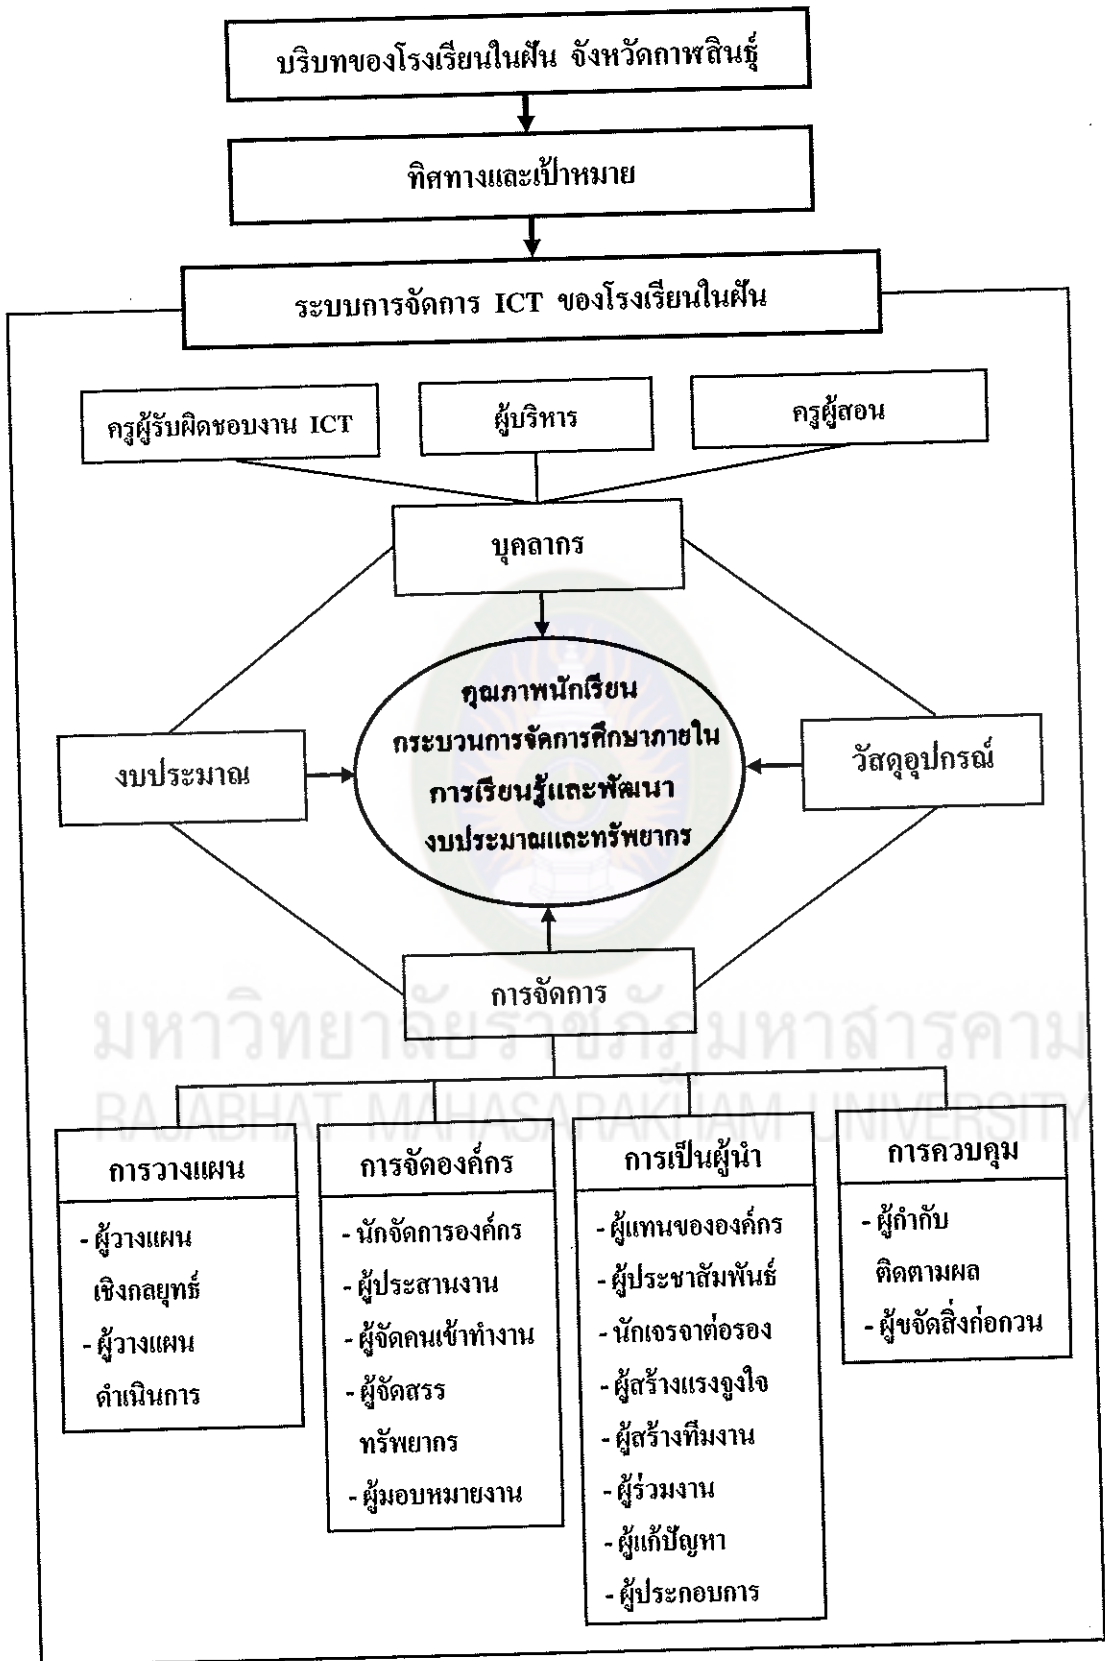 บริบทของโรงเรียนในฝัน จังหวัดกาฬสินธุ์
ทิศทางและเป้าหมาย
ระบบการจัดการ ICT ของโรงเรียนในฝัน
ครูผู้รับผิดชอบงาน ICT
ผู้บริหาร
ครูผู้สอน
บุคลากร
คุณภาพนักเรียน
กระบวนการจัดการศึกษาภายใน
การเรียนรู้และพัฒนา
งบประมาณและทรัพยากร
งบประมาณ
วัสดุอุปกรณ์
การจัดการ
มหาวิทยาลัยราชภัฏมหาสารคาม
RAJABHAT MAHASARAKHAM UNIVERSITY
การวางแผน
- ผู้วางแผน
เชิงกลยุทธ์
- ผู้วางแผน
ดำเนินการ
การจัดองค์กร
- นักจัดการองค์กร
- ผู้ประสานงาน
- ผู้จัดคนเข้าทำงาน
- ผู้จัดสรร
ทรัพยากร
- ผู้มอบหมายงาน
การเป็นผู้นำ
- ผู้แทนขององค์กร
- ผู้ประชาสัมพันธ์
- นักเจรจาต่อรอง
- ผู้สร้างแรงจูงใจ
- ผู้สร้างทีมงาน
- ผู้ร่วมงาน
- ผู้แก้ปัญหา
- ผู้ประกอบการ
การควบคุม
- ผู้กำกับ
ติดตามผล
- ผู้ขจัดสิ่งก่อกวน